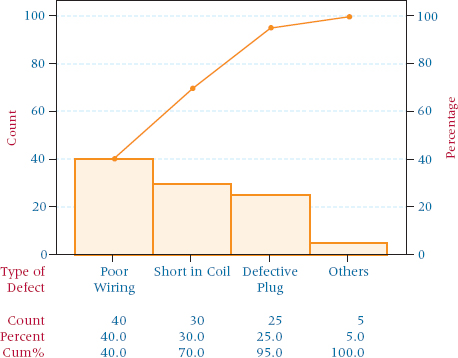 100 100
80 80
60 60
40 40
20 20
0 0
Count
Percentage
Type of Poor Short in Coil Defective Others
Defect Wiring Plug
Count 40 30 25 5
Percent 40.0 30.0 25.0 5.0
Cum% 40.0 70.0 95.0 100.0